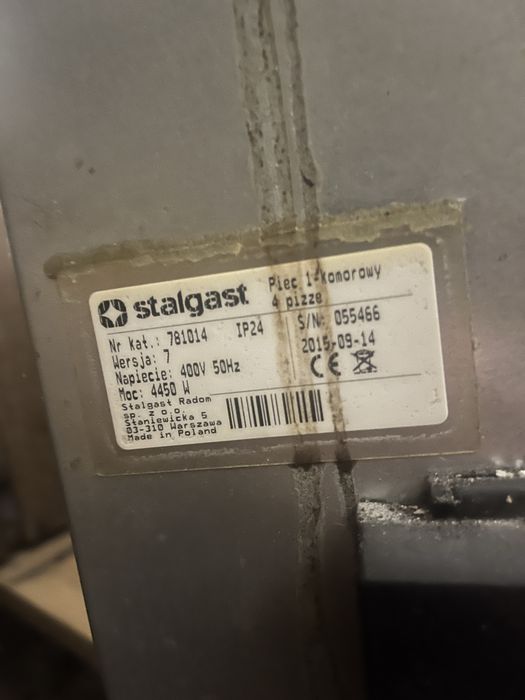 stalgast
Piec 1-komorowy
4 pizze
Nr kat.: 781014 IP24
S/N: 055466
Wersja: 7
2015-09-14
Napiecie: 400V 50Hz
Moc: 4450 W
CE
Stalgast Radom
sp. z o.o.
Staniewicka 5
03-310 Warszawa
Made in Poland